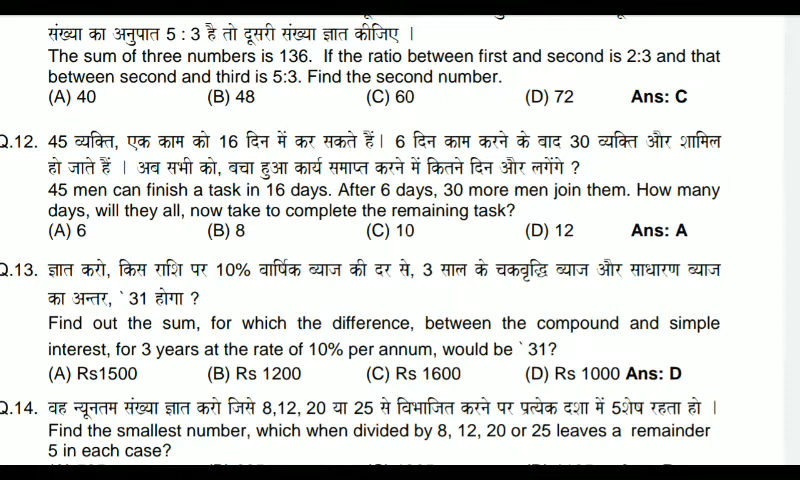 संख्या का अनुपात 5 : 3 है तो दूसरी संख्या ज्ञात कीजिए ।
The sum of three numbers is 136. If the ratio between first and second is 2:3 and that
between second and third is 5:3. Find the second number.
(A) 40 (B) 48 (C) 60 (D) 72 Ans: C
Q.12. 45 व्यक्ति, एक काम को 16 दिन में कर सकते हैं। 6 दिन काम करने के बाद 30 व्यक्ति और शामिल
हो जाते हैं । अब सभी को, बचा हुआ कार्य समाप्त करने में कितने दिन और लगेंगे ?
45 men can finish a task in 16 days. After 6 days, 30 more men join them. How many
days, will they all, now take to complete the remaining task?
(A) 6 (B) 8 (C) 10 (D) 12 Ans: A
Q.13. ज्ञात करो, किस राशि पर 10% वार्षिक ब्याज की दर से, 3 साल के चकवृद्धि ब्याज और साधारण ब्याज
का अन्तर, ` 31 होगा ?
Find out the sum, for which the difference, between the compound and simple
interest, for 3 years at the rate of 10% per annum, would be ` 31?
(A) Rs1500 (B) Rs 1200 (C) Rs 1600 (D) Rs 1000 Ans: D
Q.14. वह न्यूनतम संख्या ज्ञात करो जिसे 8,12, 20 या 25 से विभाजित करने पर प्रत्येक दशा में 5शेष रहता हो ।
Find the smallest number, which when divided by 8, 12, 20 or 25 leaves a remainder
5 in each case?